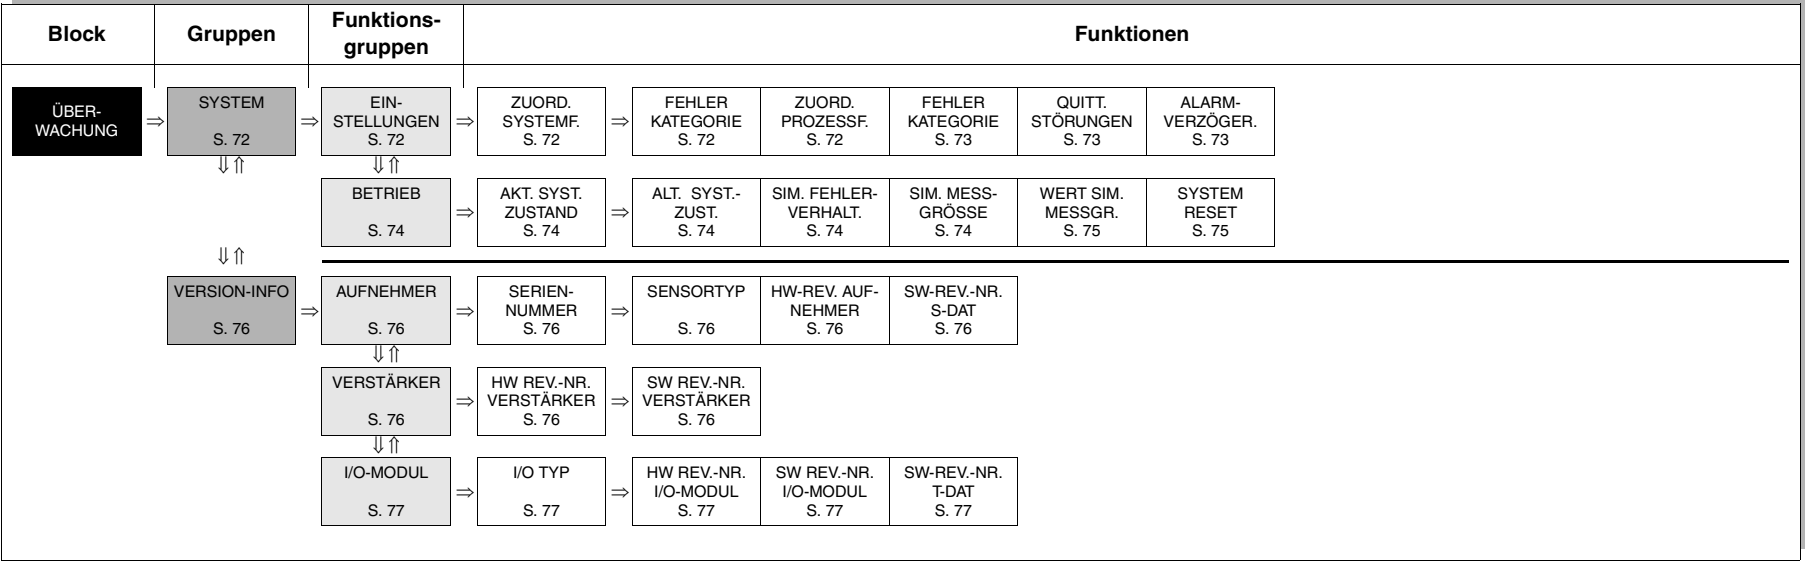 Block
Gruppen
Funktions-
gruppen
Funktionen
ÜBER-
WACHUNG
⇒
SYSTEM
S. 72
⇒
EIN-
STELLUNGEN
S. 72
⇒
ZUORD.
SYSTEMF.
S. 72
⇒
FEHLER
KATEGORIE
S. 72
ZUORD.
PROZESSF.
S. 72
FEHLER
KATEGORIE
S. 73
QUITT.
STÖRUNGEN
S. 73
ALARM-
VERZÖGER.
S. 73
⇓⇑
⇓⇑
BETRIEB
S. 74
⇒
AKT. SYST.
ZUSTAND
S. 74
⇒
ALT. SYST.-
ZUST.
S. 74
SIM. FEHLER-
VERHALT.
S. 74
SIM. MESS-
GRÖSSE
S. 74
WERT SIM.
MESSGR.
S. 75
SYSTEM
RESET
S. 75
⇓⇑
VERSION-INFO
S. 76
⇒
AUFNEHMER
S. 76
⇒
SERIEN-
NUMMER
S. 76
⇒
SENSORTYP
S. 76
HW-REV. AUF-
NEHMER
S. 76
SW-REV.-NR.
S-DAT
S. 76
⇓⇑
VERSTÄRKER
S. 76
⇒
HW REV.-NR.
VERSTÄRKER
S. 76
⇒
SW REV.-NR.
VERSTÄRKER
S. 76
⇓⇑
I/O-MODUL
S. 77
⇒
I/O TYP
S. 77
⇒
HW REV.-NR.
I/O-MODUL
S. 77
SW REV.-NR.
I/O-MODUL
S. 77
SW-REV.-NR.
T-DAT
S. 77